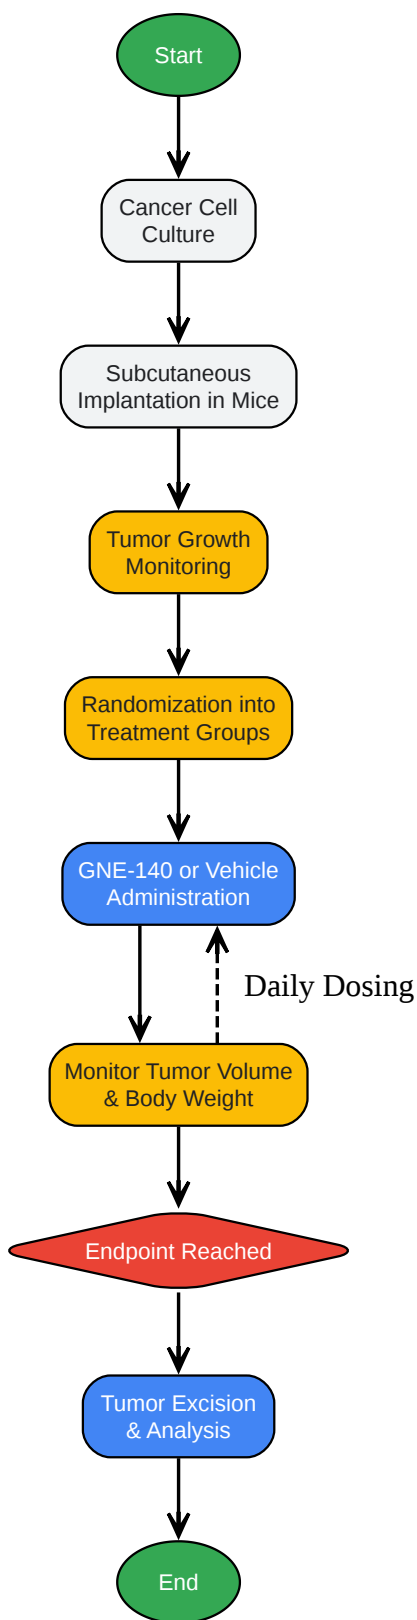 Start
Cancer Cell
Culture
Subcutaneous
Implantation in Mice
Tumor Growth
Monitoring
Randomization into
Treatment Groups
GNE-140 or Vehicle
Administration
Daily Dosing
Monitor Tumor Volume
& Body Weight
Endpoint Reached
Tumor Excision
& Analysis
End